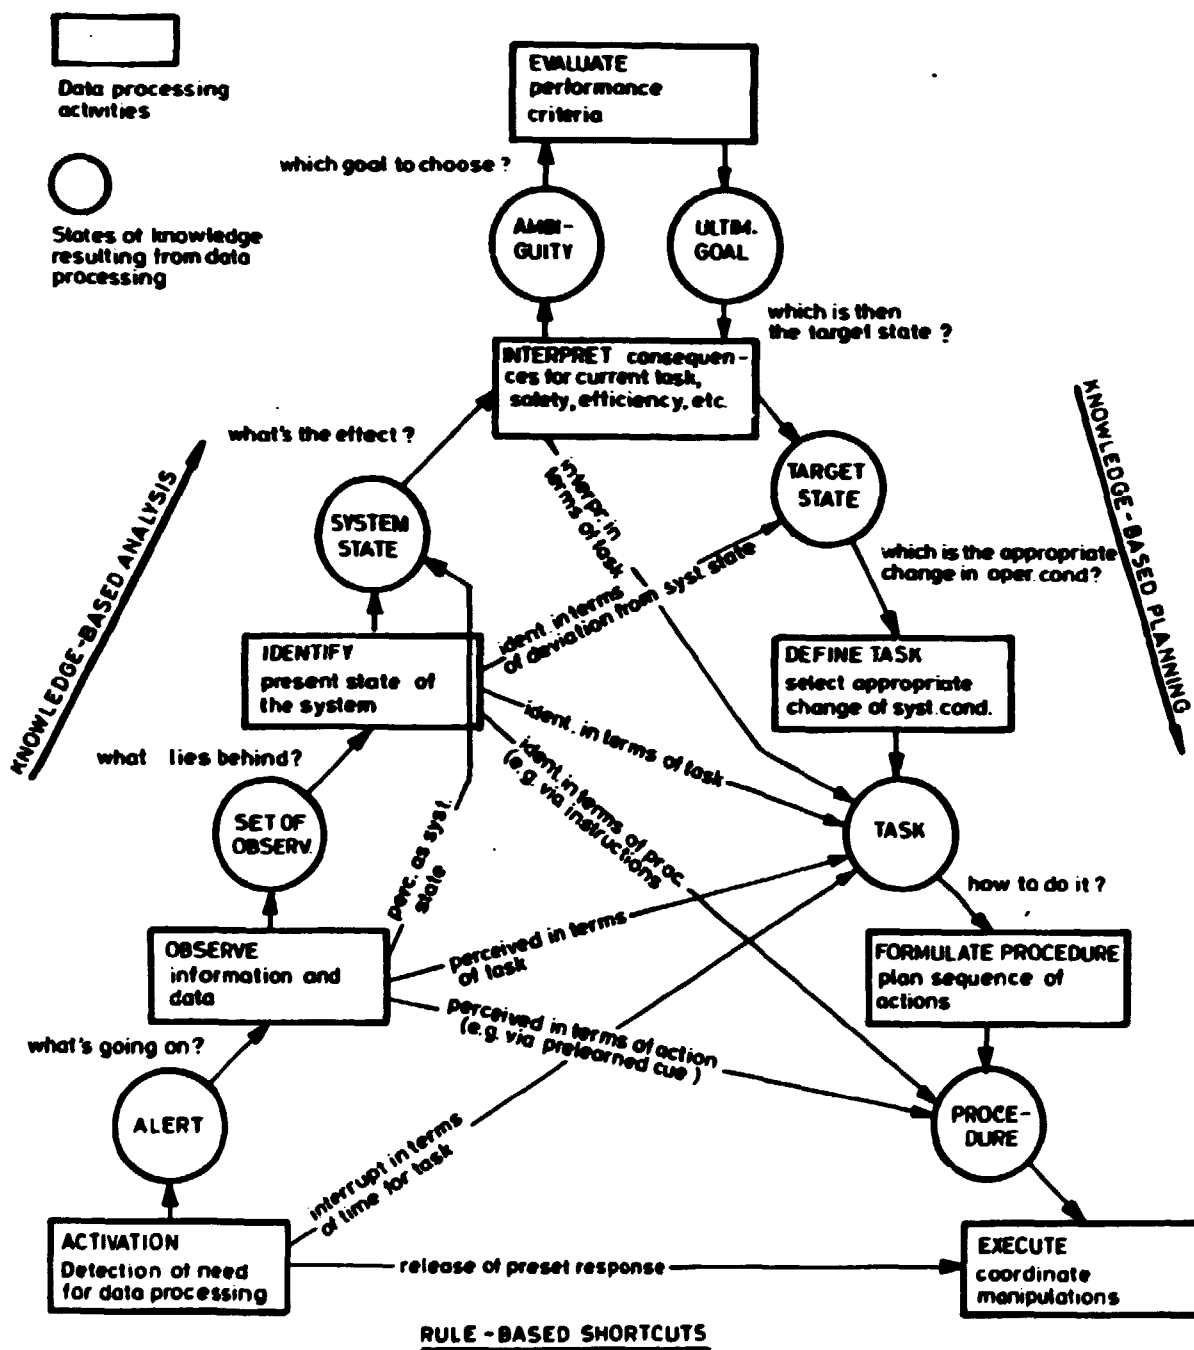 Data processing
activities
States of knowledge
resulting from data
processing
EVALUATE
performance
criteria
which goal to choose?
AMBI-
GUITY
ULTIM.
GOAL
which is then
the target state?
INTERPRET consequen-
ces for current task,
safety, efficiency, etc.
what's the effect?
SYSTEM
STATE
TARGET
STATE
interpr. in
terms of task
which is the appropriate
change in oper. cond?
KNOWLEDGE-BASED ANALYSIS
KNOWLEDGE-BASED PLANNING
ident. in terms
of deviation from syst. state
IDENTIFY
present state of
the system
DEFINE TASK
select appropriate
change of syst. cond.
ident. in terms of task
ident. in terms of proc.
(e.g. via instructions
what lies behind?
SET OF
OBSERV.
perc. as syst.
state
TASK
how to do it?
OBSERVE
information and
data
perceived in terms
of task
perceived in terms of action
(e.g. via prelearned cue)
FORMULATE PROCEDURE
plan sequence of
actions
what's going on?
ALERT
PROCE-
DURE
interrupt in terms
of time for task
ACTIVATION
Detection of need
for data processing
release of preset response
EXECUTE
coordinate
manipulations
RULE-BASED SHORTCUTS